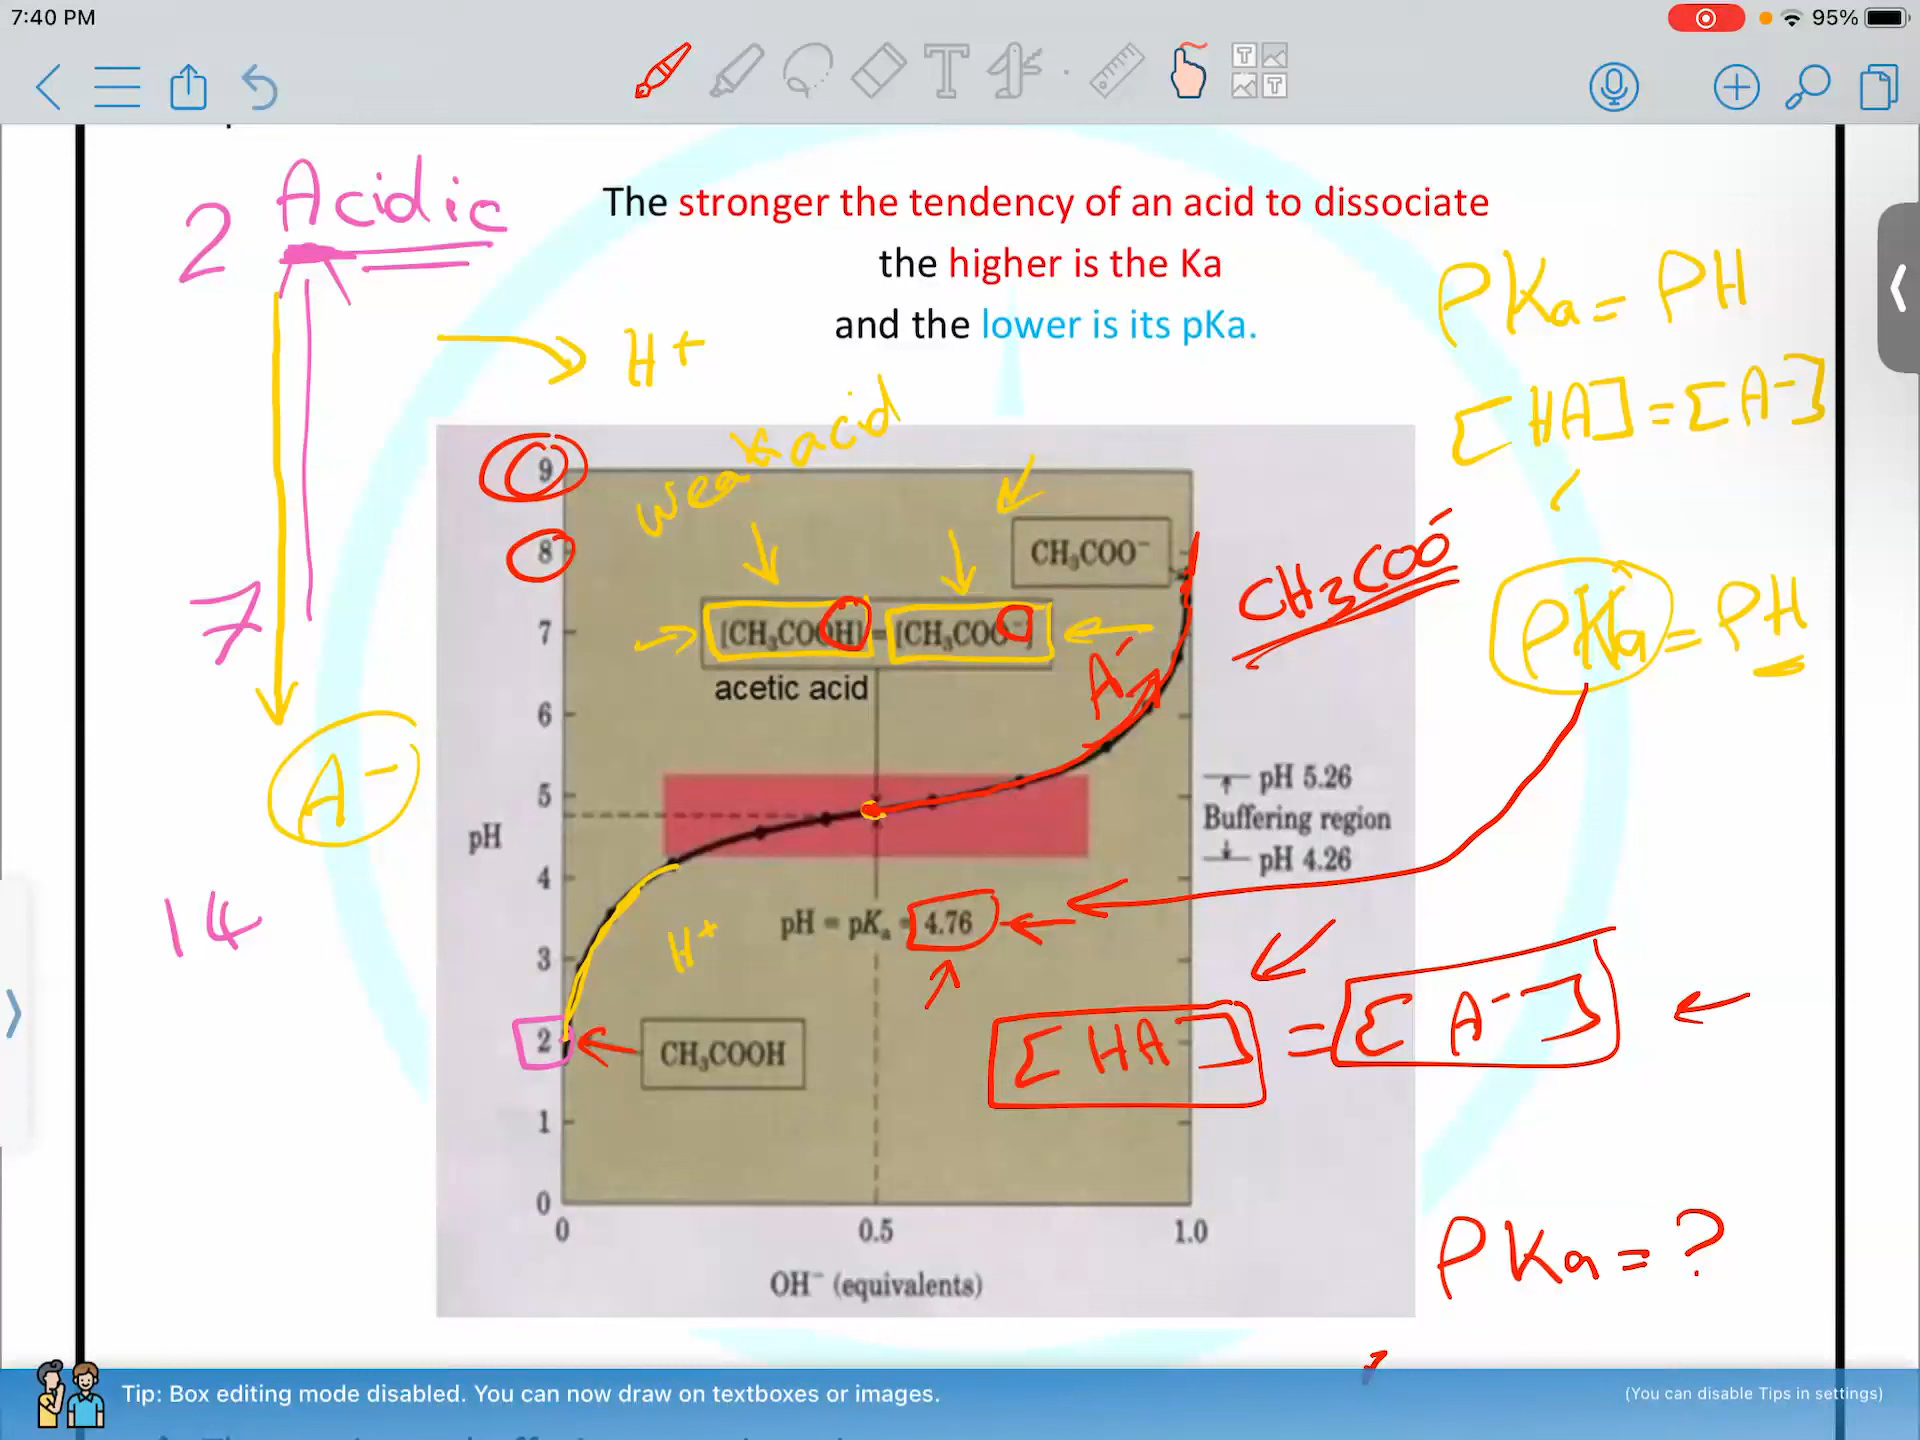 7:40 PM
95%
2 Acidic
The stronger the tendency of an acid to dissociate
the higher is the Ka
and the lower is its pKa.
PKa = PH
H+
[HA] = [A-]
weak acid
9
8
CH₃COO⁻
CH3COO-
PKa = PH
7
[CH₃COOH] = [CH₃COO⁻]
7
acetic acid
A-
6
A-
5
pH 5.26
Buffering region
pH 4.26
pH
4
14
H+
pH = pKₐ = 4.76
3
[HA] = [A-]
2
CH₃COOH
1
0
0 0.5 1.0
OH⁻ (equivalents)
PKa = ?
Tip: Box editing mode disabled. You can now draw on textboxes or images.
(You can disable Tips in settings)